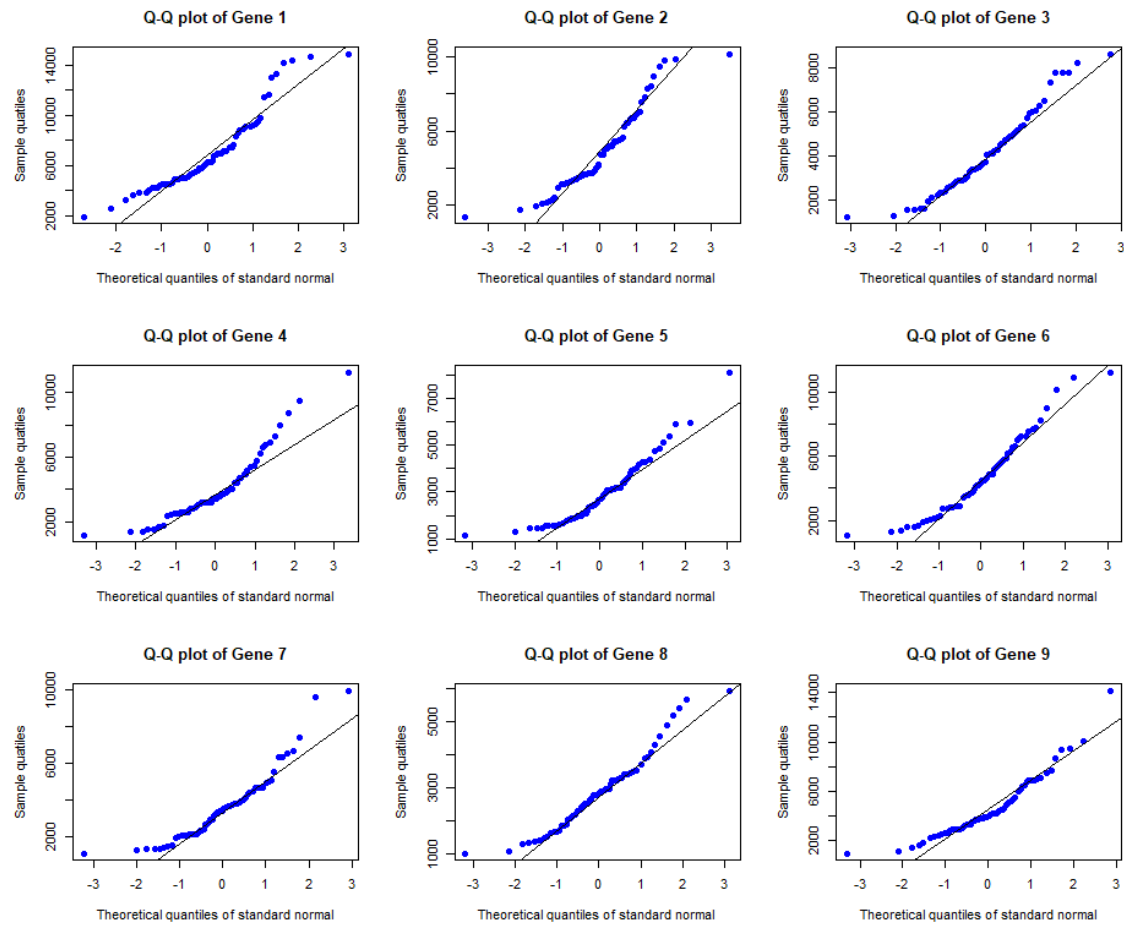 Q-Q plot of Gene 1
Sample quatiles
2000 6000 10000 14000
-2 -1 0 1 2 3
Theoretical quantiles of standard normal
Q-Q plot of Gene 2
Sample quatiles
2000 6000 10000
-3 -2 -1 0 1 2 3
Theoretical quantiles of standard normal
Q-Q plot of Gene 3
Sample quatiles
2000 4000 6000 8000
-3 -2 -1 0 1 2 3
Theoretical quantiles of standard normal
Q-Q plot of Gene 4
Sample quatiles
2000 6000 10000
-3 -2 -1 0 1 2 3
Theoretical quantiles of standard normal
Q-Q plot of Gene 5
Sample quatiles
1000 3000 5000 7000
-3 -2 -1 0 1 2 3
Theoretical quantiles of standard normal
Q-Q plot of Gene 6
Sample quatiles
2000 6000 10000
-3 -2 -1 0 1 2 3
Theoretical quantiles of standard normal
Q-Q plot of Gene 7
Sample quatiles
2000 6000 10000
-3 -2 -1 0 1 2 3
Theoretical quantiles of standard normal
Q-Q plot of Gene 8
Sample quatiles
1000 3000 5000
-3 -2 -1 0 1 2 3
Theoretical quantiles of standard normal
Q-Q plot of Gene 9
Sample quatiles
2000 6000 10000 14000
-3 -2 -1 0 1 2 3
Theoretical quantiles of standard normal